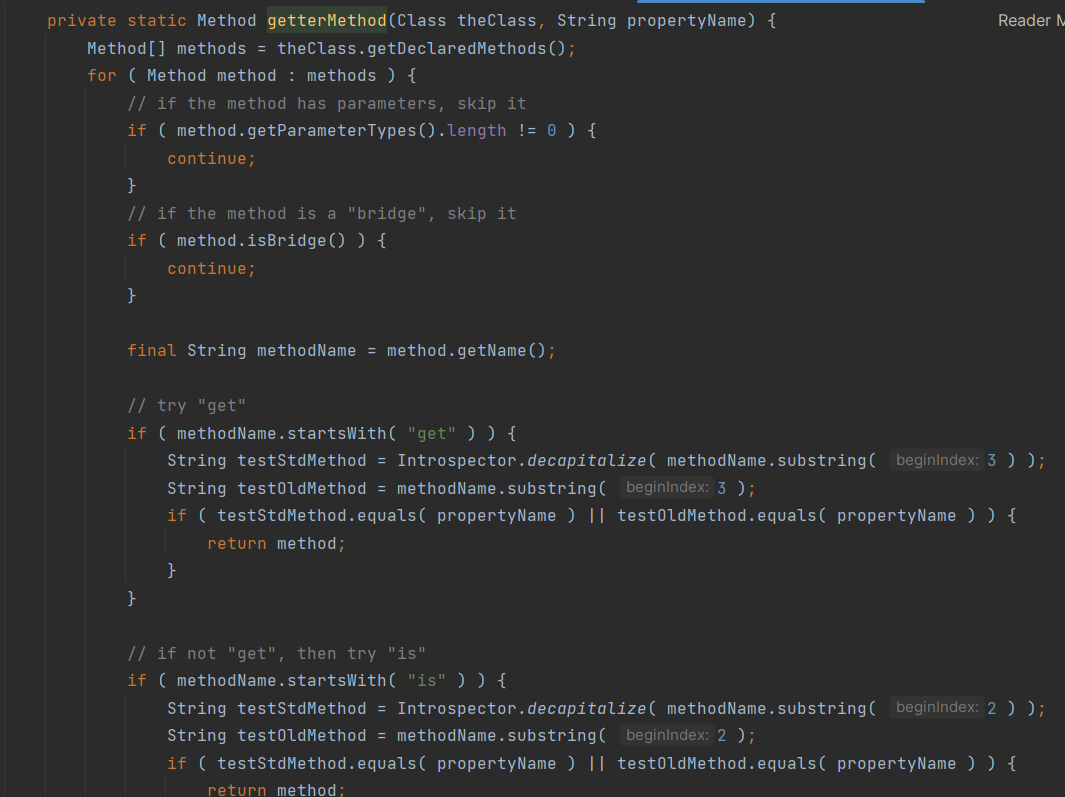 private static Method getterMethod(Class theClass, String propertyName) {
Reader M
Method[] methods = theClass.getDeclaredMethods();
for ( Method method : methods ) {
// if the method has parameters, skip it
if ( method.getParameterTypes().length != 0 ) {
continue;
}
// if the method is a "bridge", skip it
if ( method.isBridge() ) {
continue;
}
final String methodName = method.getName();
// try "get"
if ( methodName.startsWith( "get" ) ) {
String testStdMethod = Introspector.decapitalize( methodName.substring( beginIndex: 3 ) );
String testOldMethod = methodName.substring( beginIndex: 3 );
if ( testStdMethod.equals( propertyName ) || testOldMethod.equals( propertyName ) ) {
return method;
}
}
// if not "get", then try "is"
if ( methodName.startsWith( "is" ) ) {
String testStdMethod = Introspector.decapitalize( methodName.substring( beginIndex: 2 ) );
String testOldMethod = methodName.substring( beginIndex: 2 );
if ( testStdMethod.equals( propertyName ) || testOldMethod.equals( propertyName ) ) {
return method;